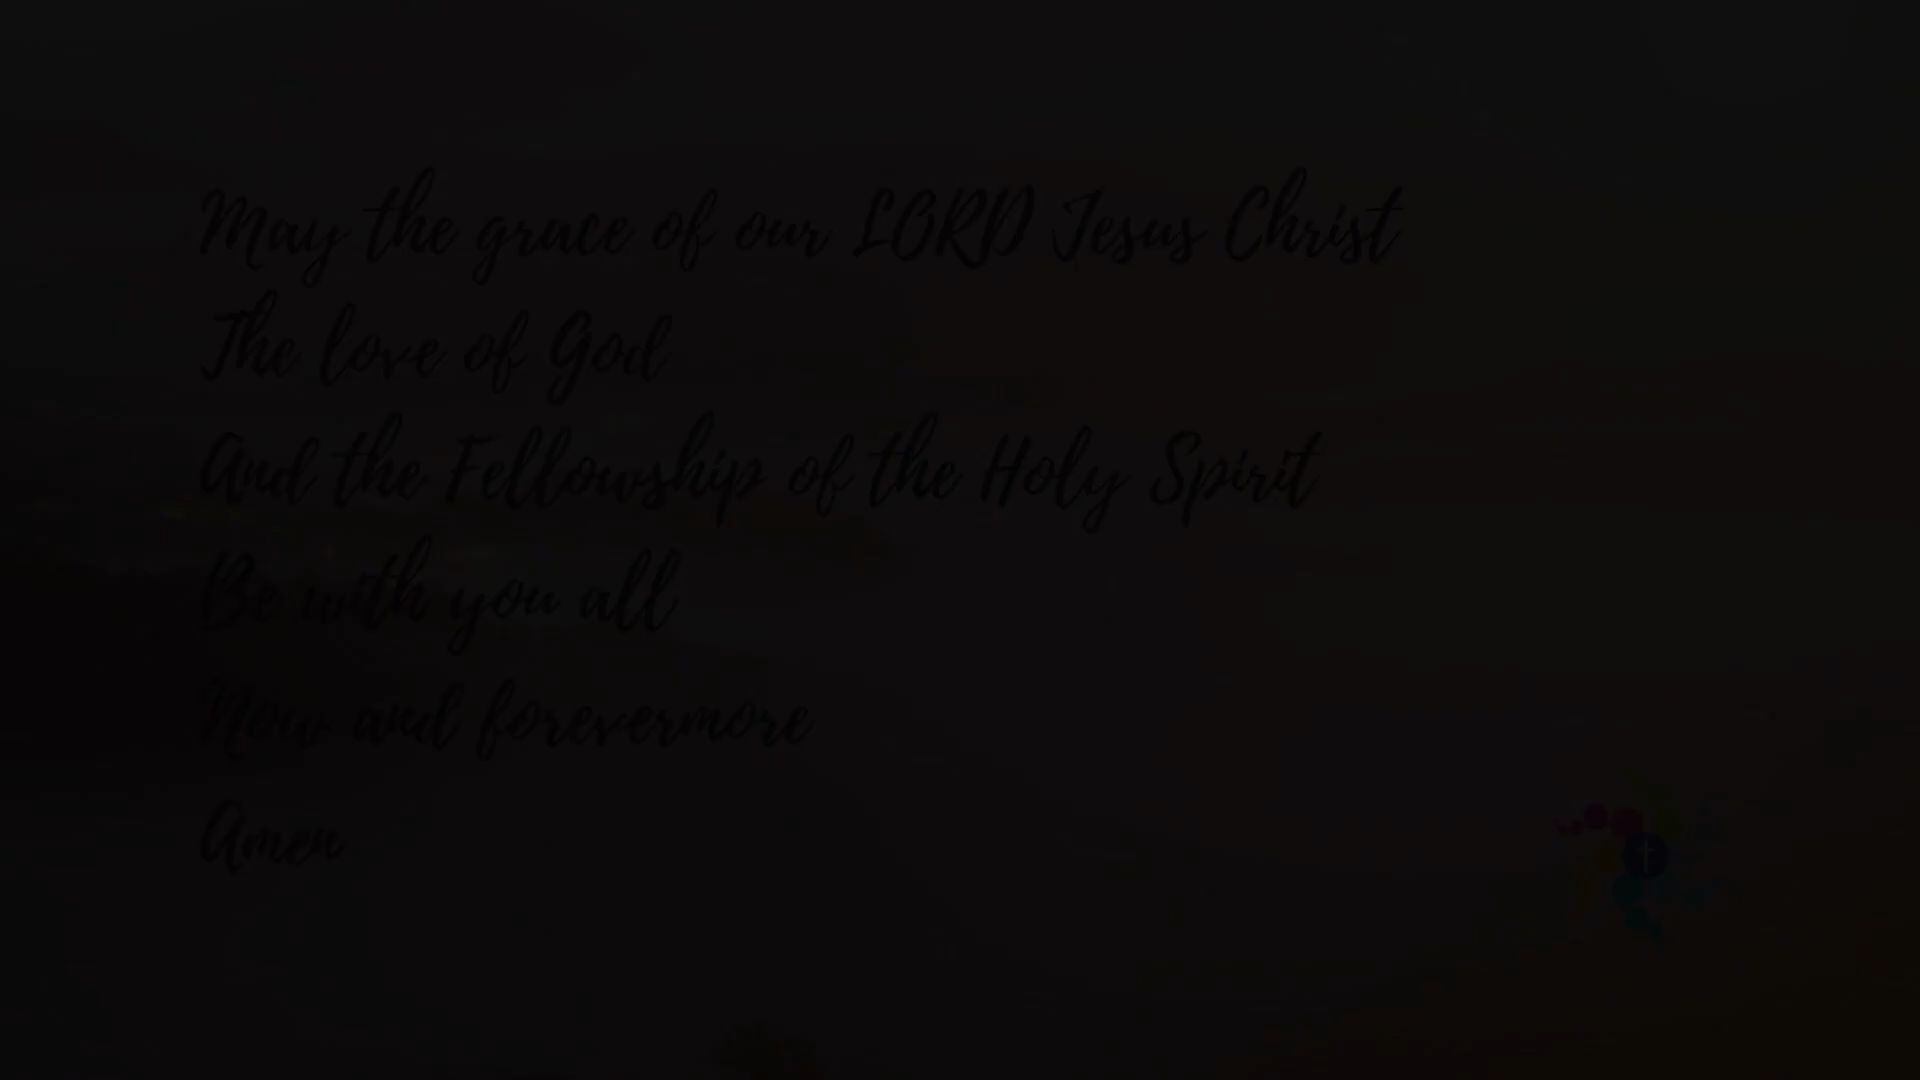 May the grace of our LORD Jesus Christ
The love of God
And the Fellowship of the Holy Spirit
Be with you all
Now and forevermore
Amen